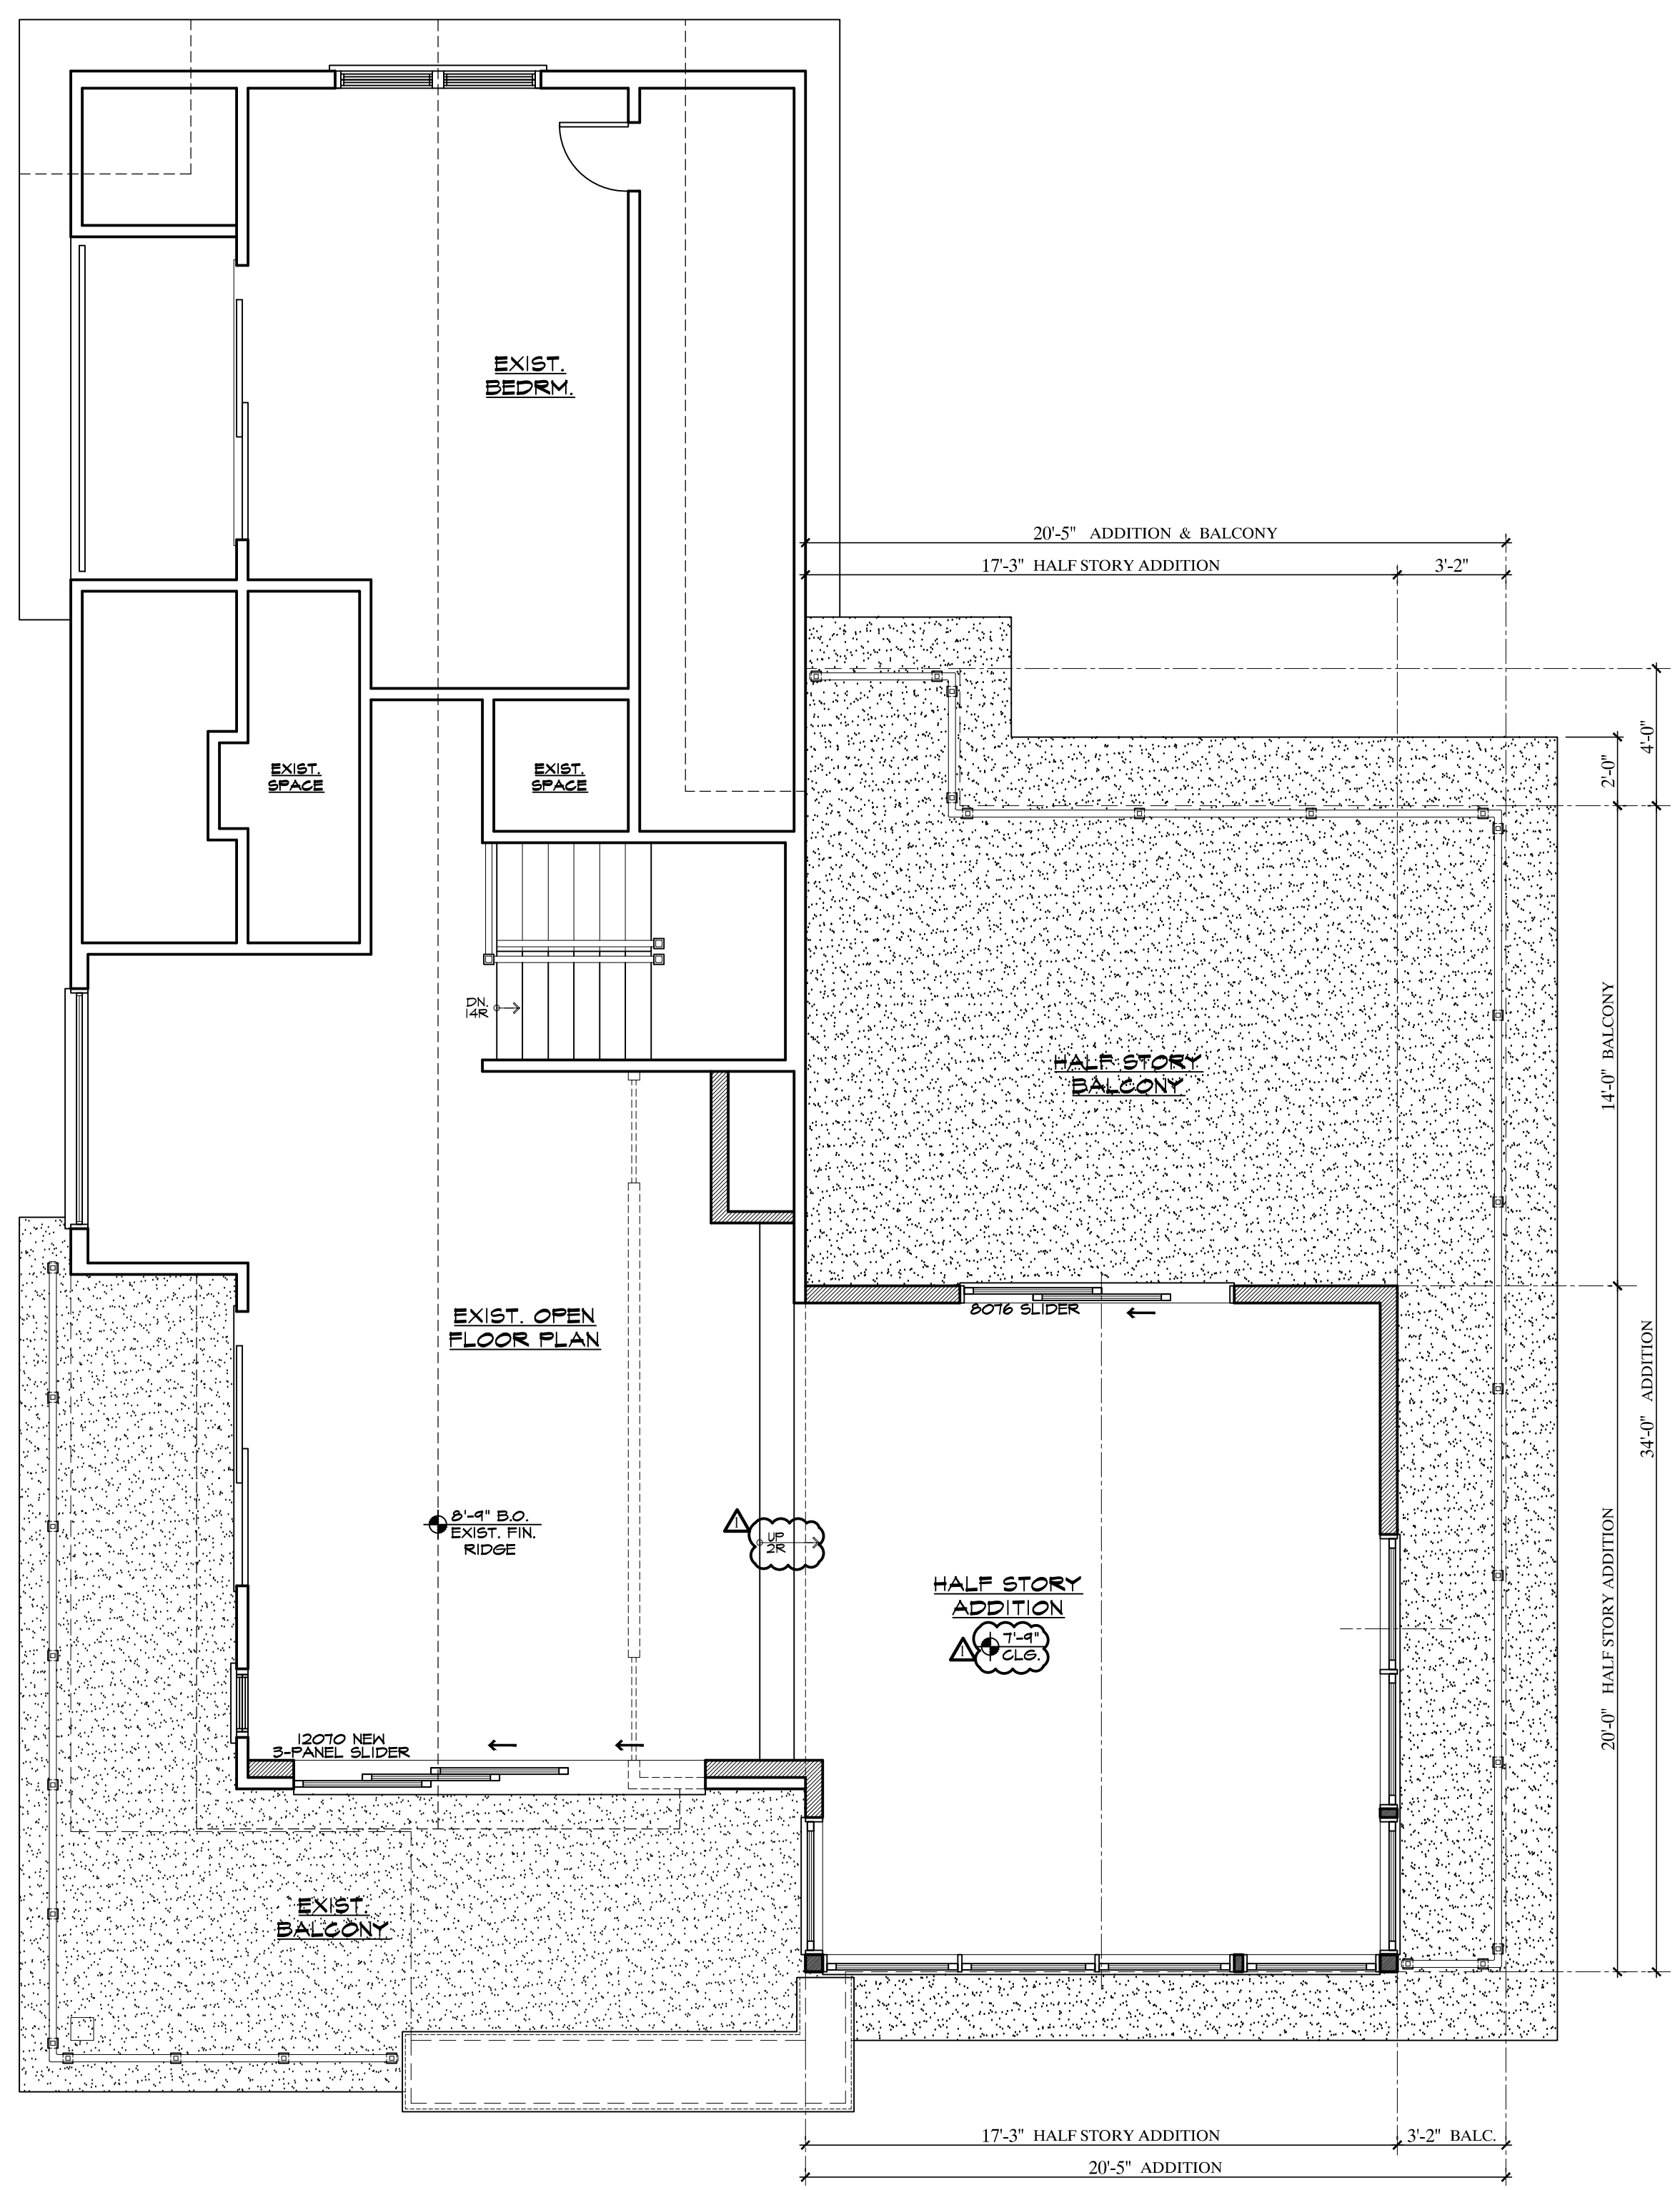 EXIST.
BEDRM.
20'-5" ADDITION & BALCONY
17'-3" HALF STORY ADDITION
3'-2"
4'-0"
2'-0"
EXIST.
SPACE
EXIST.
SPACE
DN.
14R
HALF STORY
BALCONY
14'-0" BALCONY
EXIST. OPEN
FLOOR PLAN
8076 SLIDER
34'-0" ADDITION
8'-9" B.O.
EXIST. FIN.
RIDGE
1
UP
2R
HALF STORY
ADDITION
1
7'-9"
CLG.
20'-0" HALF STORY ADDITION
12070 NEW
3-PANEL SLIDER
EXIST.
BALCONY
17'-3" HALF STORY ADDITION
3'-2" BALC.
20'-5" ADDITION